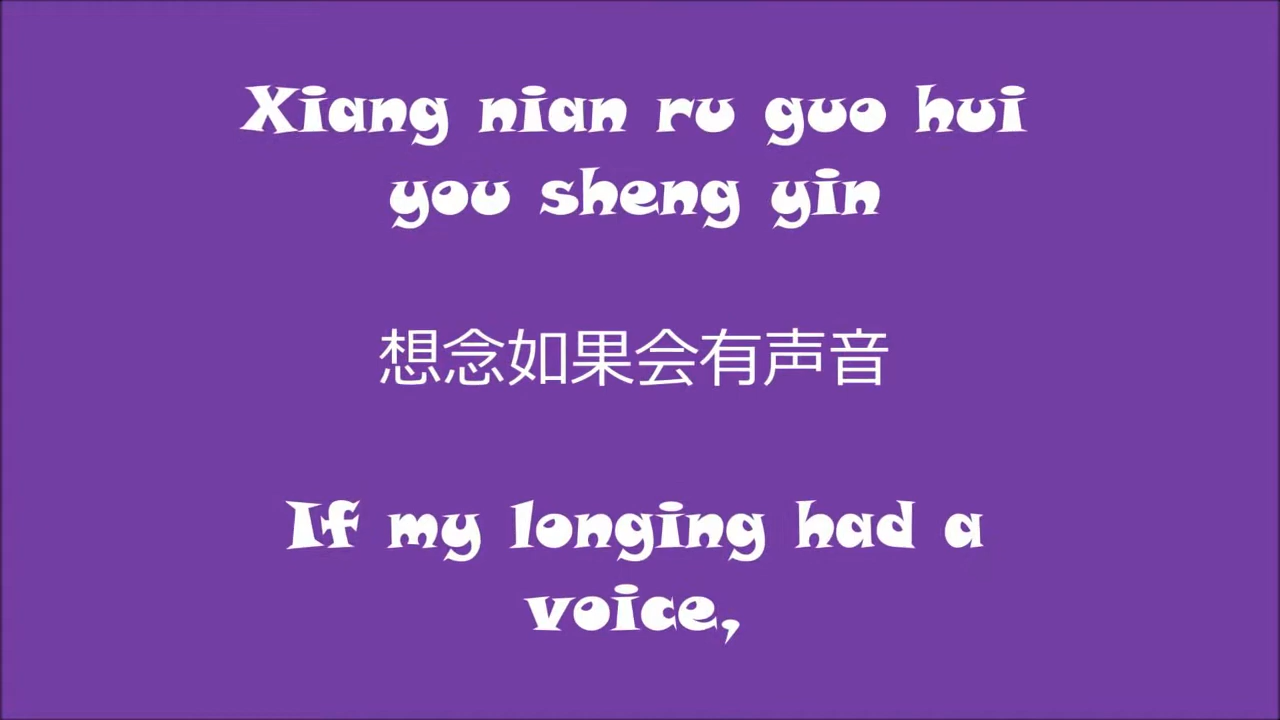 Xiang nian ru guo hui
you sheng yin
想念如果会有声音
If my longing had a
voice,